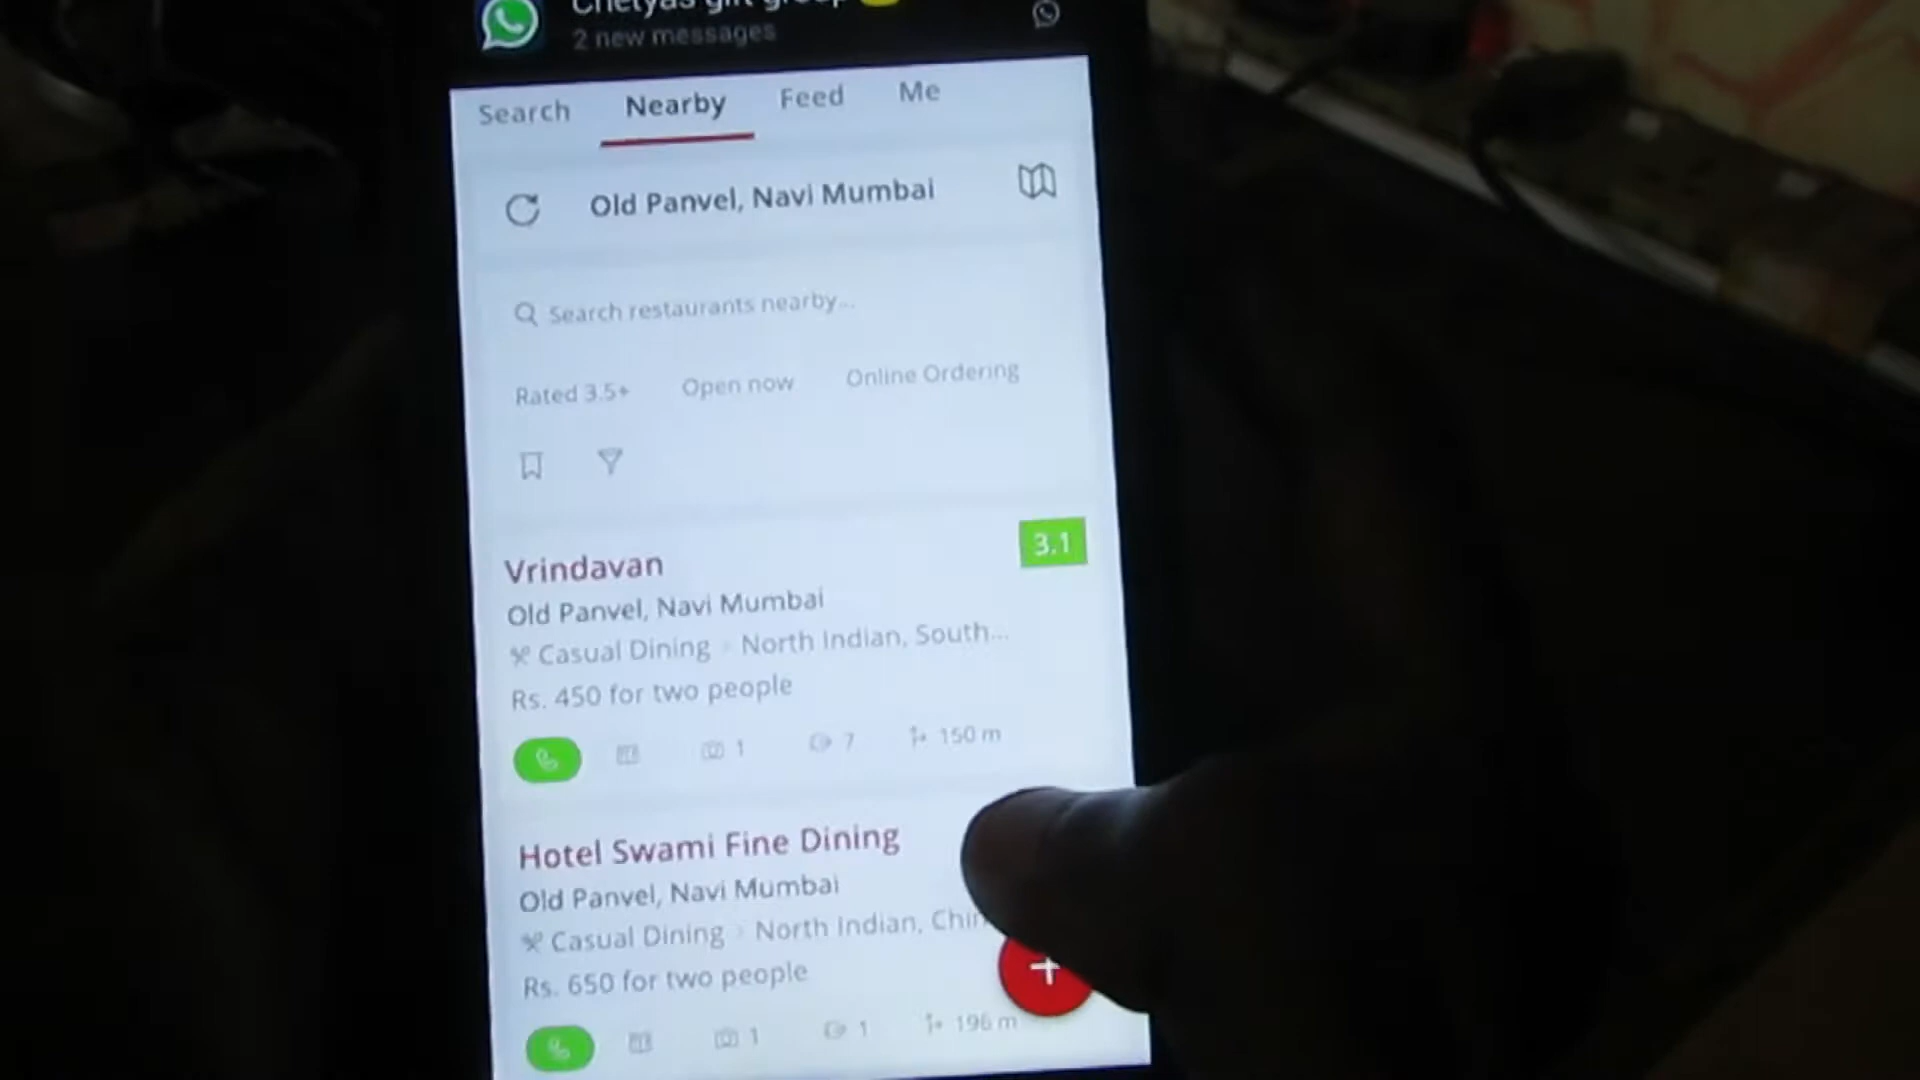 2 new messages
Search Nearby Feed Me
Old Panvel, Navi Mumbai
Search restaurants nearby...
Rated 3.5+ Open now Online Ordering
Vrindavan 3.1
Old Panvel, Navi Mumbai
Casual Dining North Indian, South...
Rs. 450 for two people
1 7 150 m
Hotel Swami Fine Dining
Old Panvel, Navi Mumbai
Casual Dining North Indian,
Rs. 650 for two people
+
1 1 196 m